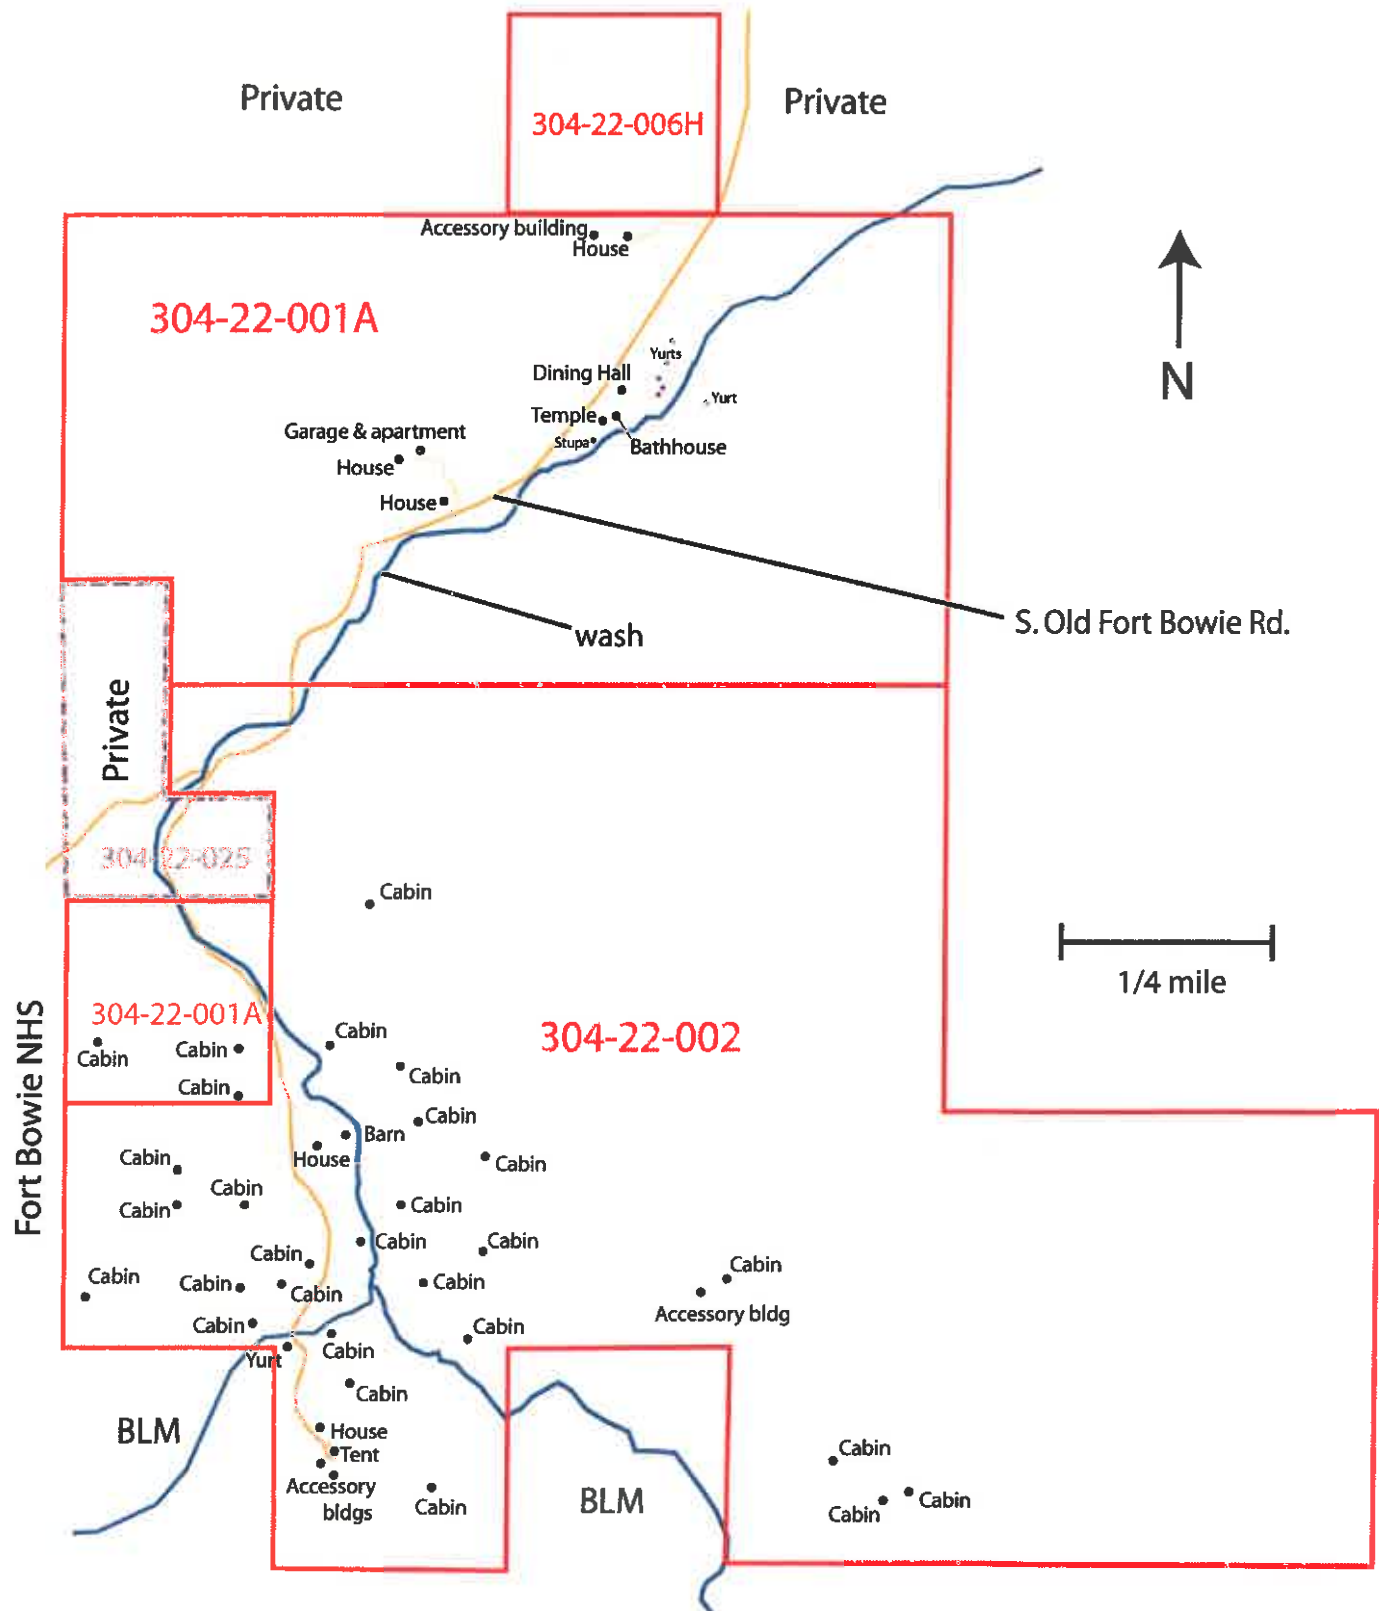 Private
Private
304-22-006H
Accessory building
House
304-22-001A
N
Yurts
Dining Hall
Yurt
Temple
Stupa
Bathhouse
Garage & apartment
House
House
S. Old Fort Bowie Rd.
wash
Private
304-22-025
Cabin
1/4 mile
Fort Bowie NHS
304-22-001A
304-22-002
Cabin
Cabin
Cabin
Cabin
Cabin
Cabin
Barn
House
Cabin
Cabin
Cabin
Cabin
Cabin
Cabin
Cabin
Cabin
Cabin
Cabin
Cabin
Cabin
Cabin
Cabin
Accessory bldg
Cabin
Cabin
Cabin
Yurt
Cabin
BLM
House
Tent
Accessory
bldgs
Cabin
BLM
Cabin
Cabin
Cabin